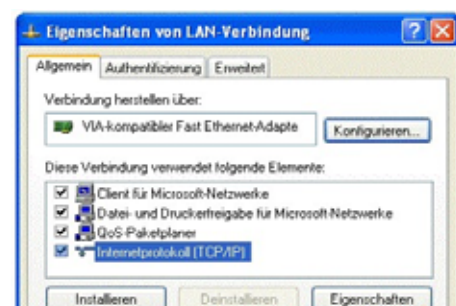 Eigenschaften von LAN-Verbindung
Allgemein Authentifizierung Erweitert
Verbindung herstellen über:
VIA-kompatibler Fast Ethernet-Adapte Konfigurieren...
Diese Verbindung verwendet folgende Elemente:
Client für Microsoft-Netzwerke
Datei- und Druckerfreigabe für Microsoft-Netzwerke
QoS-Paketplaner
Internetprotokoll (TCP/IP)
Installieren Deinstallieren Eigenschaften